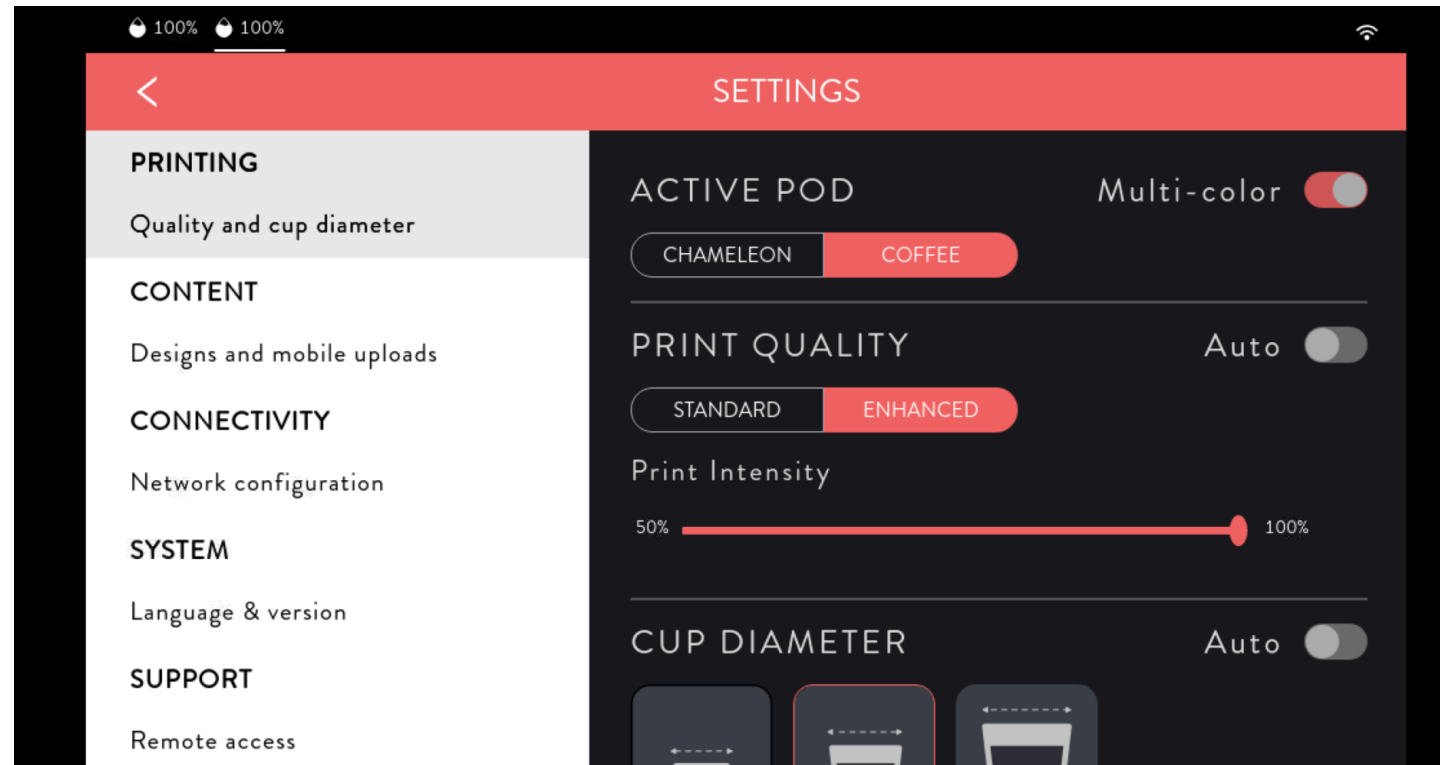 100% 100%
SETTINGS
PRINTING
Quality and cup diameter
CONTENT
Designs and mobile uploads
CONNECTIVITY
Network configuration
SYSTEM
Language & version
SUPPORT
Remote access
ACTIVE POD Multi-color
CHAMELEON COFFEE
PRINT QUALITY Auto
STANDARD ENHANCED
Print Intensity
50% 100%
CUP DIAMETER Auto